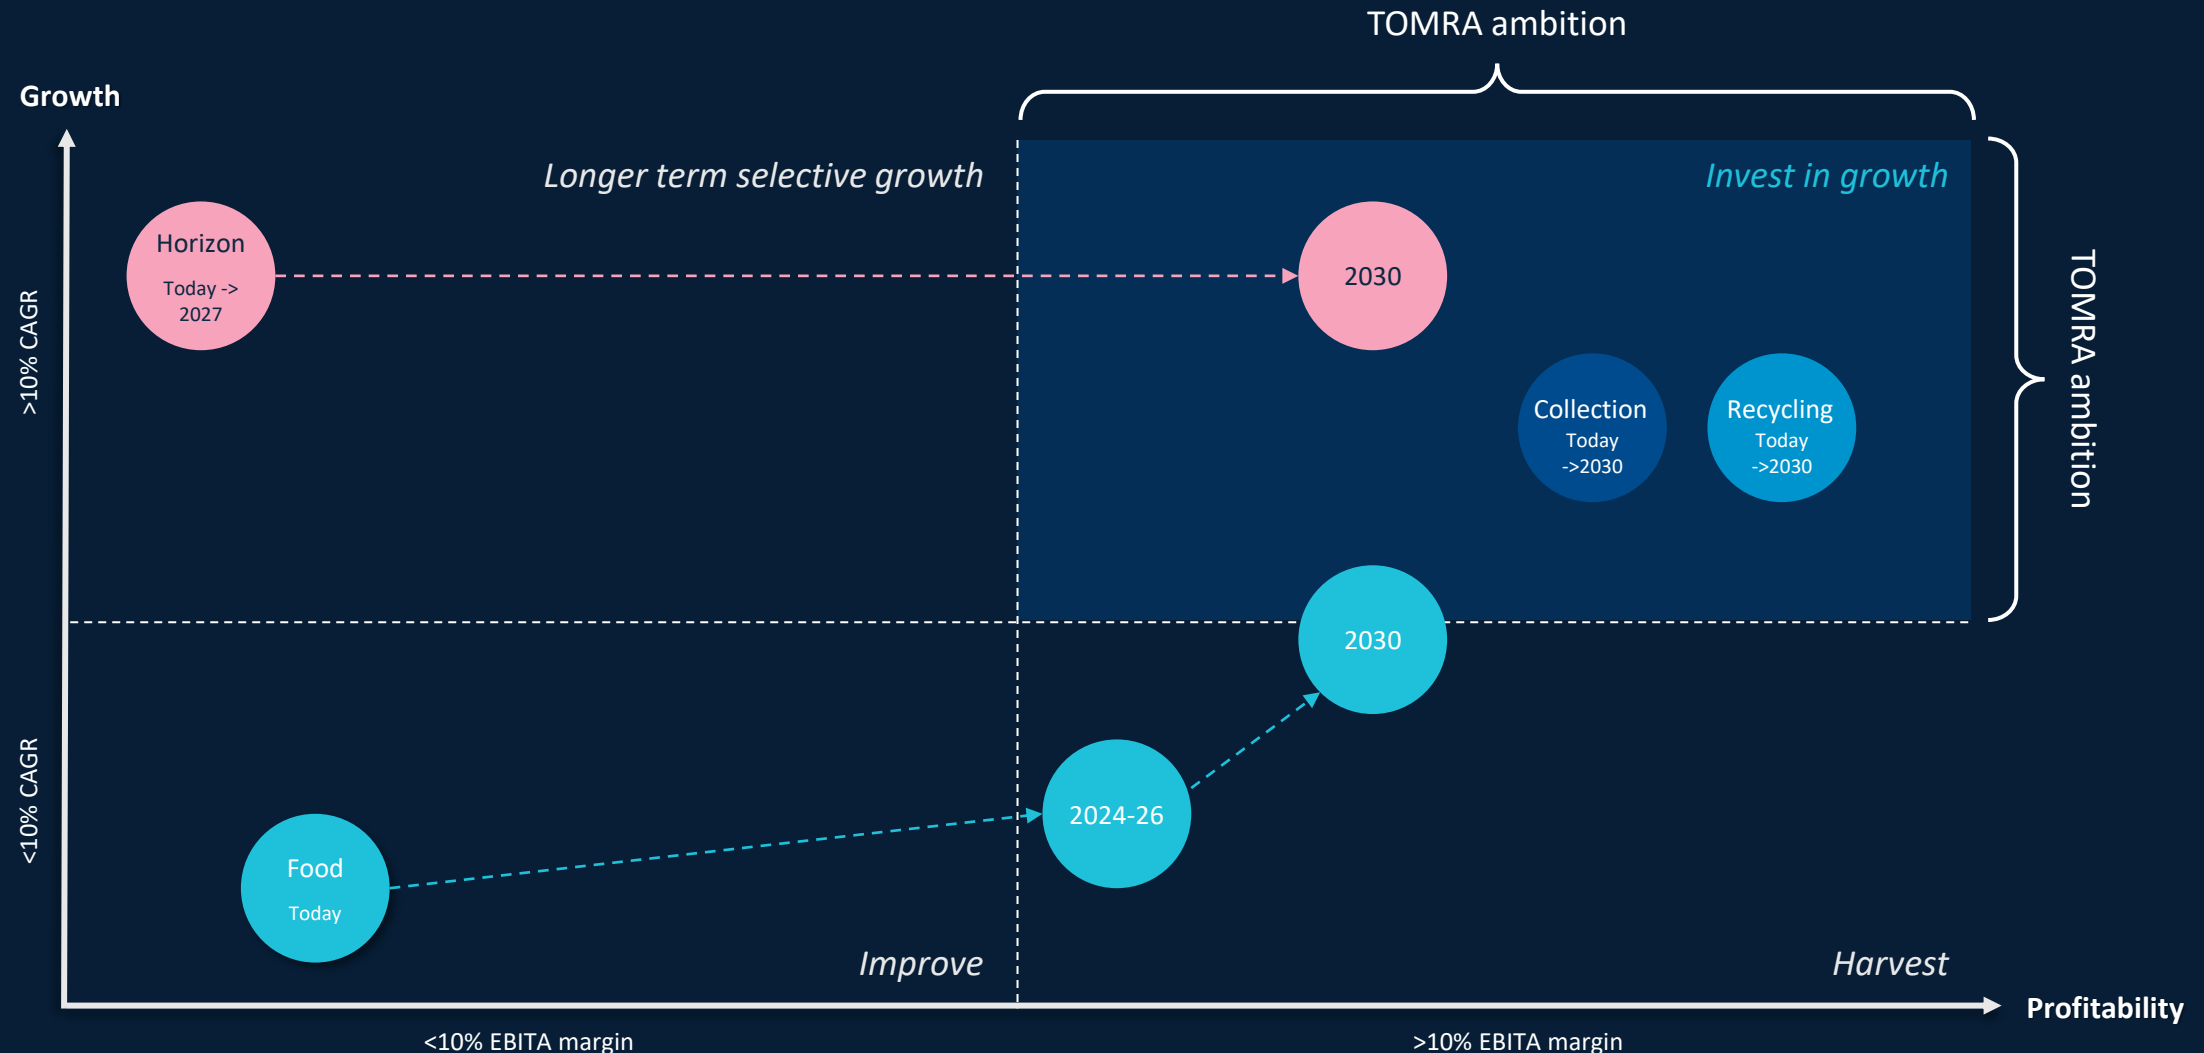 TOMRA ambition
Growth
Longer term selective growth
Invest in growth
Horizon
Today ->
2027
2030
>10% CAGR
TOMRA ambition
Collection
Today
->2030
Recycling
Today
->2030
2030
<10% CAGR
2024-26
Food
Today
Improve
Harvest
Profitability
<10% EBITA margin
>10% EBITA margin